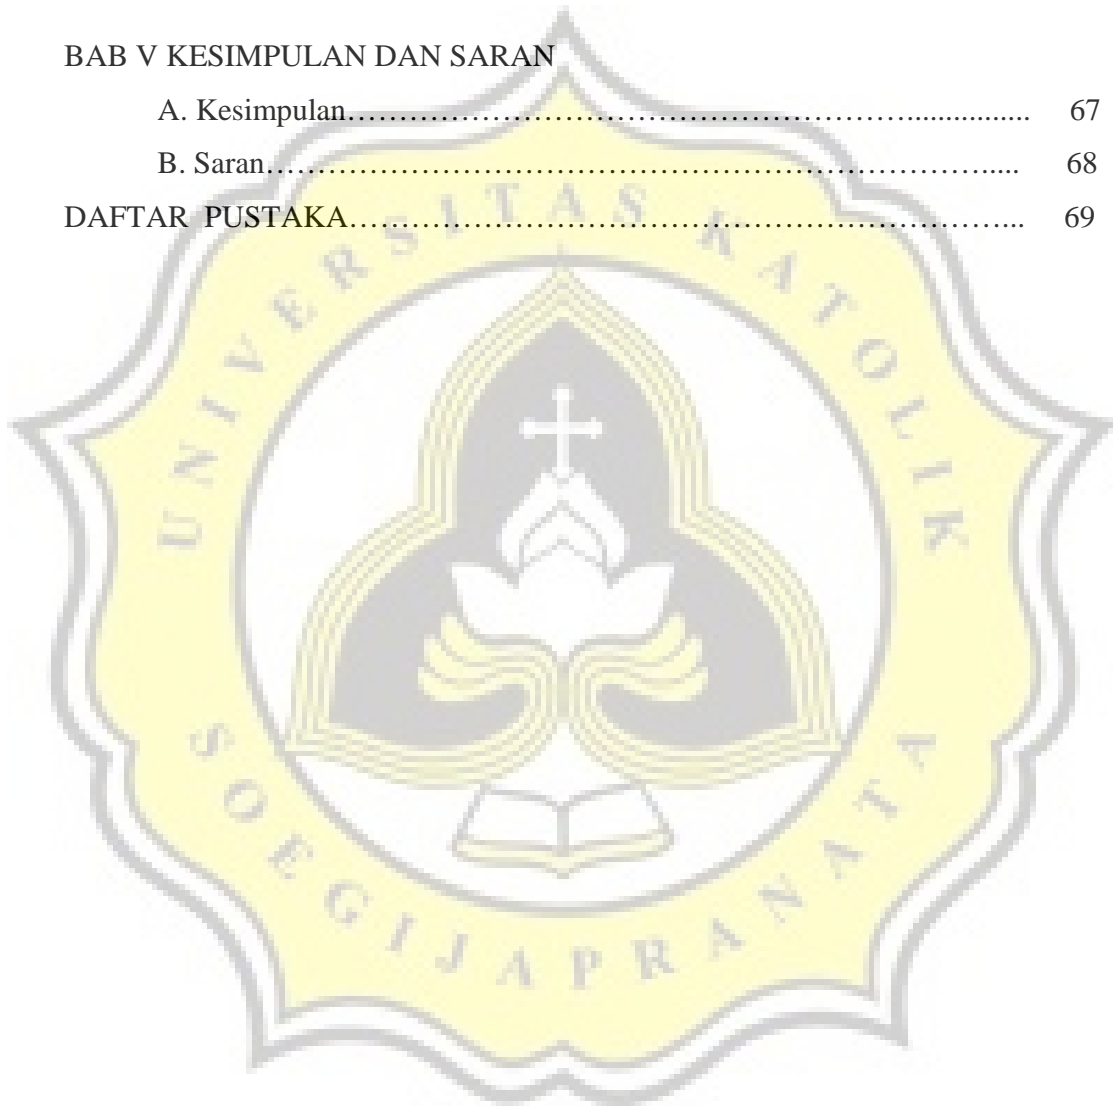 BAB V KESIMPULAN DAN SARAN
A. Kesimpulan……………………………………………………............... 67
B. Saran……………………………………………………………….... 68
DAFTAR PUSTAKA………………………………………………………... 69
UNIVERSITAS KATOLIK
SOEGIJAPRANATA